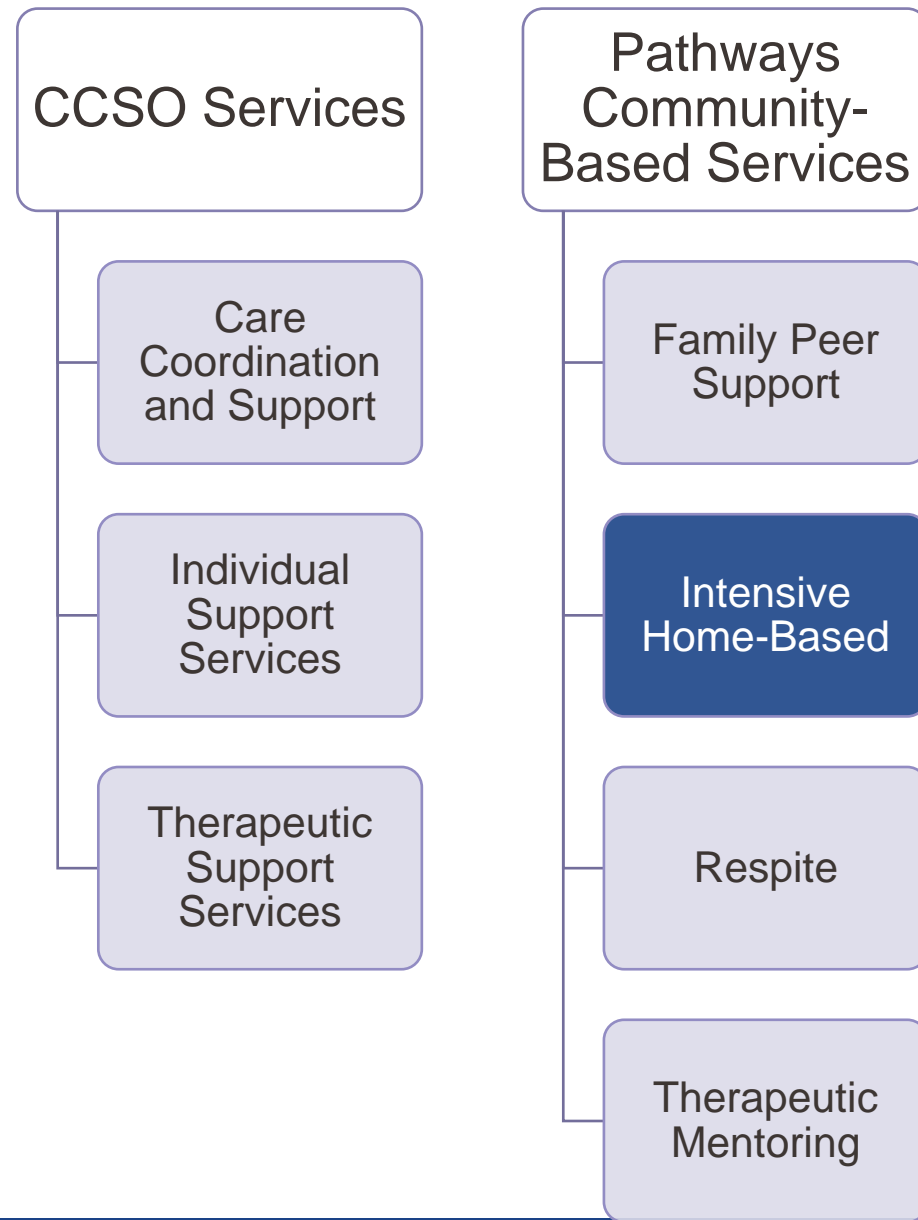 CCSO Services
Care
Coordination
and Support
Individual
Support
Services
Therapeutic
Support
Services
Pathways
Community-
Based Services
Family Peer
Support
Intensive
Home-Based
Respite
Therapeutic
Mentoring